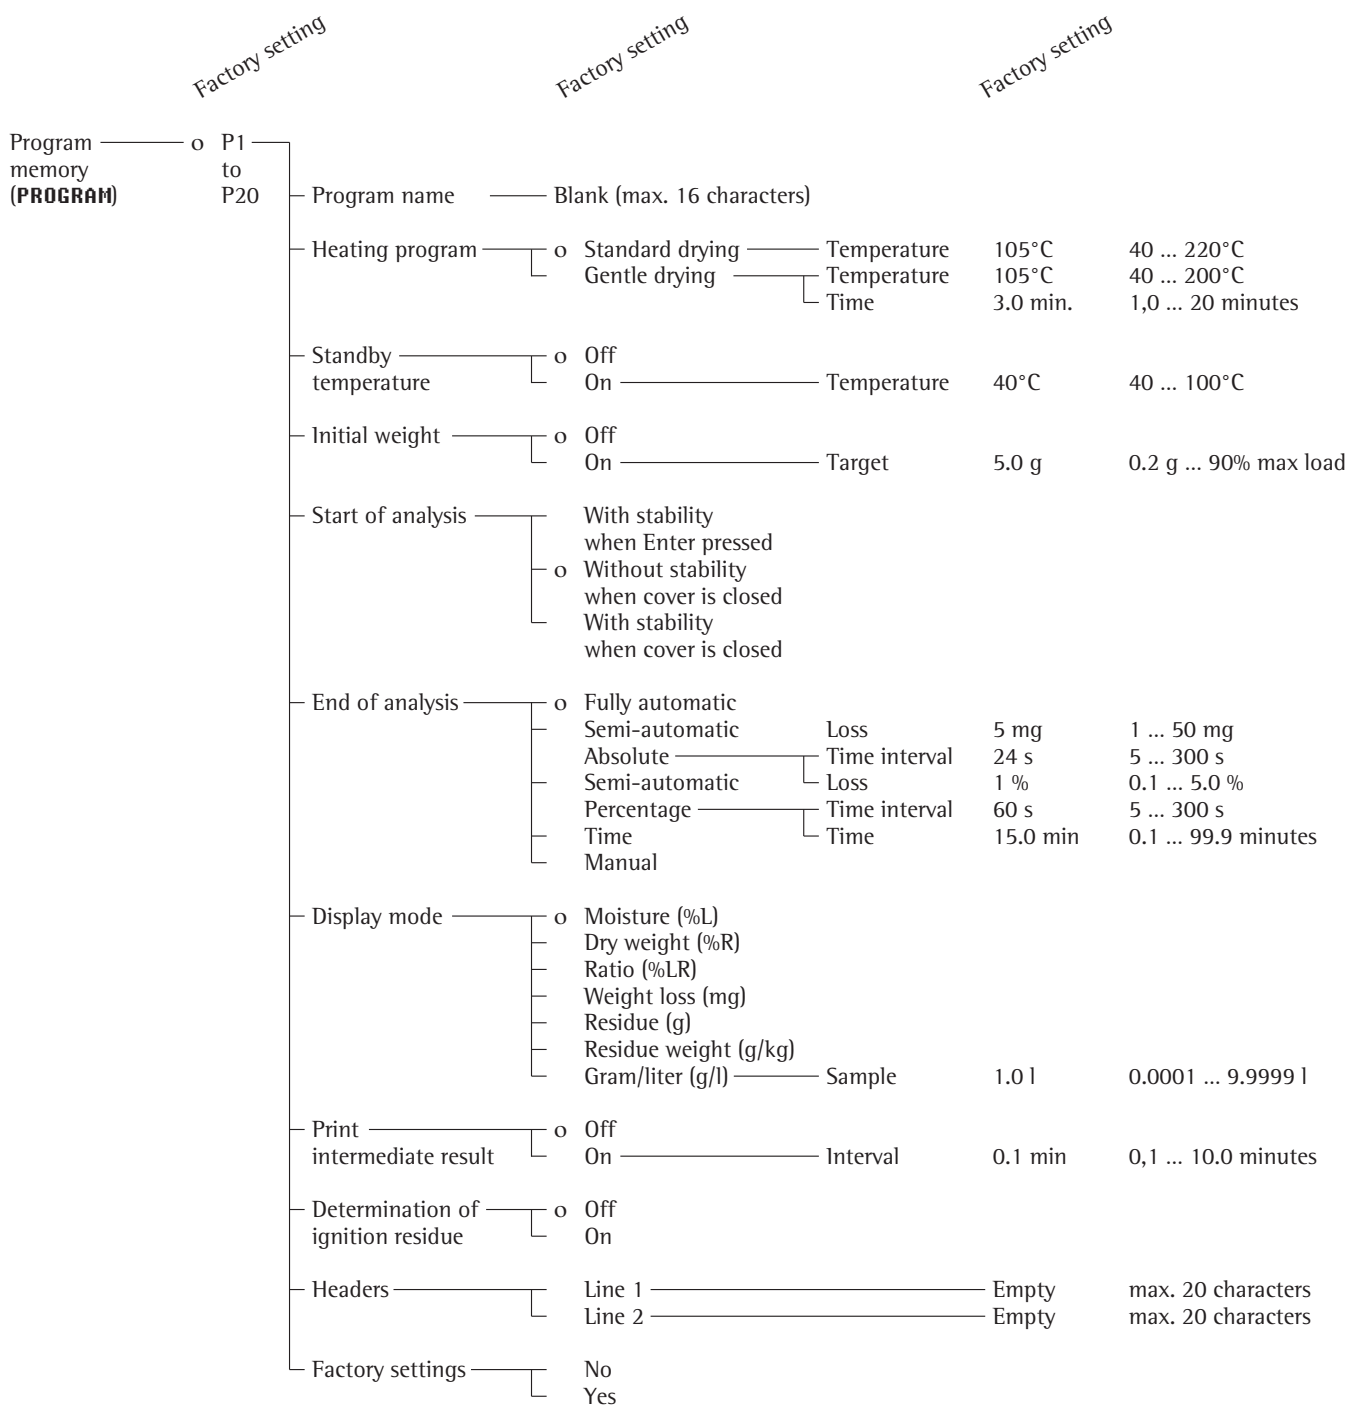 Factory setting Factory setting Factory setting
Program o P1
memory to
(PROGRAM) P20 Program name Blank (max. 16 characters)
Heating program o Standard drying Temperature 105°C 40 ... 220°C
Gentle drying Temperature 105°C 40 ... 200°C
Time 3.0 min. 1,0 ... 20 minutes
Standby o Off
temperature On Temperature 40°C 40 ... 100°C
Initial weight o Off
On Target 5.0 g 0.2 g ... 90% max load
Start of analysis With stability
when Enter pressed
o Without stability
when cover is closed
With stability
when cover is closed
End of analysis o Fully automatic
Semi-automatic Loss 5 mg 1 ... 50 mg
Absolute Time interval 24 s 5 ... 300 s
Semi-automatic Loss 1 % 0.1 ... 5.0 %
Percentage Time interval 60 s 5 ... 300 s
Time Time 15.0 min 0.1 ... 99.9 minutes
Manual
Display mode o Moisture (%L)
Dry weight (%R)
Ratio (%LR)
Weight loss (mg)
Residue (g)
Residue weight (g/kg)
Gram/liter (g/l) Sample 1.0 l 0.0001 ... 9.9999 l
Print o Off
intermediate result On Interval 0.1 min 0,1 ... 10.0 minutes
Determination of o Off
ignition residue On
Headers Line 1 Empty max. 20 characters
Line 2 Empty max. 20 characters
Factory settings No
Yes